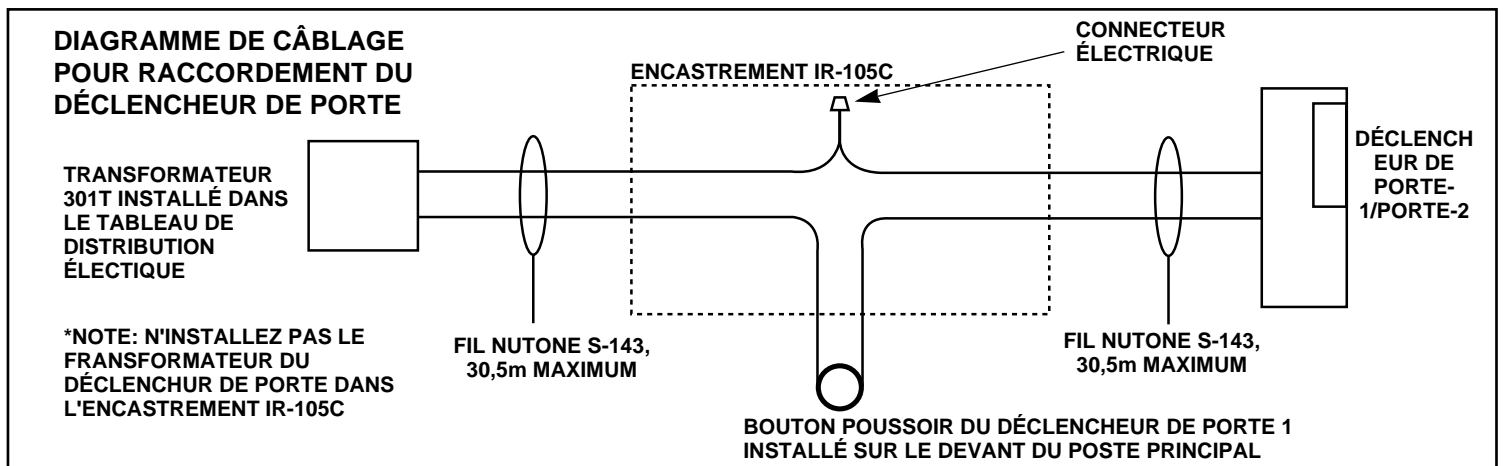 DIAGRAMME DE CÂBLAGE
POUR RACCORDEMENT DU
DÉCLENCHEUR DE PORTE
CONNECTEUR
ÉLECTRIQUE
ENCASTREMENT IR-105C
TRANSFORMATEUR
301T INSTALLÉ DANS
LE TABLEAU DE
DISTRIBUTION
ÉLECTIQUE
DÉCLENCH
EUR DE
PORTE-
1/PORTE-2
*NOTE: N'INSTALLEZ PAS LE
FRANSFORMATEUR DU
DÉCLENCHUR DE PORTE DANS
L'ENCASTREMENT IR-105C
FIL NUTONE S-143,
30,5m MAXIMUM
FIL NUTONE S-143,
30,5m MAXIMUM
BOUTON POUSSOIR DU DÉCLENCHEUR DE PORTE 1
INSTALLÉ SUR LE DEVANT DU POSTE PRINCIPAL